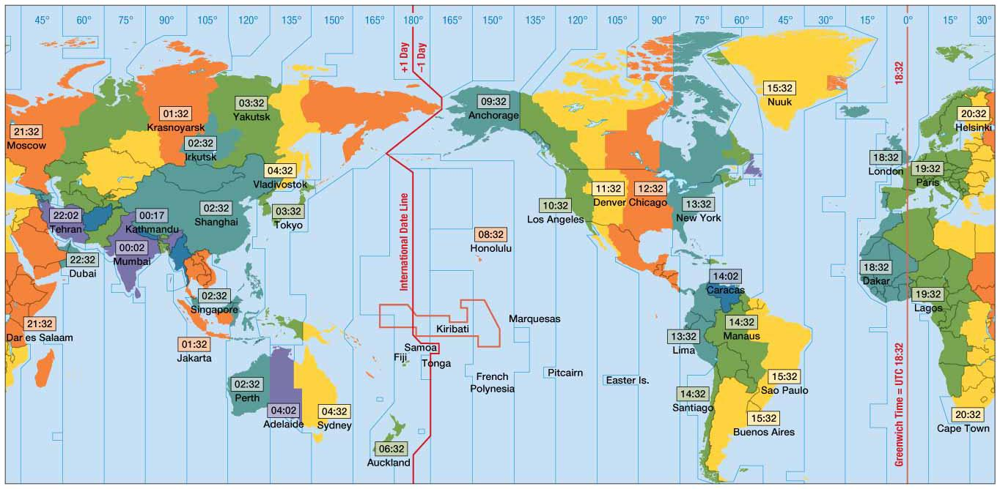 45° 60° 75° 90° 105° 120° 135° 150° 165° 180° 165° 150° 135° 120° 105° 90° 75° 60° 45° 30° 15° 0° 15° 30°
+1 Day
−1 Day
International Date Line
18:32
Greenwich Time = UTC 18:32
21:32
Moscow
01:32
Krasnoyarsk
03:32
Yakutsk
02:32
Irkutsk
04:32
Vladivostok
22:02
Tehran
00:17
Kathmandu
02:32
Shanghai
03:32
Tokyo
00:02
Mumbai
22:32
Dubai
02:32
Singapore
21:32
Dar es Salaam
01:32
Jakarta
02:32
Perth
04:02
Adelaide
04:32
Sydney
06:32
Auckland
09:32
Anchorage
08:32
Honolulu
Kiribati
Samoa
Fiji
Tonga
Marquesas
French
Polynesia
Pitcairn
Easter Is.
10:32
Los Angeles
11:32
Denver
12:32
Chicago
13:32
New York
15:32
Nuuk
14:02
Caracas
14:32
Manaus
13:32
Lima
14:32
Santiago
15:32
Sao Paulo
15:32
Buenos Aires
18:32
London
19:32
Paris
20:32
Helsinki
18:32
Dakar
19:32
Lagos
20:32
Cape Town